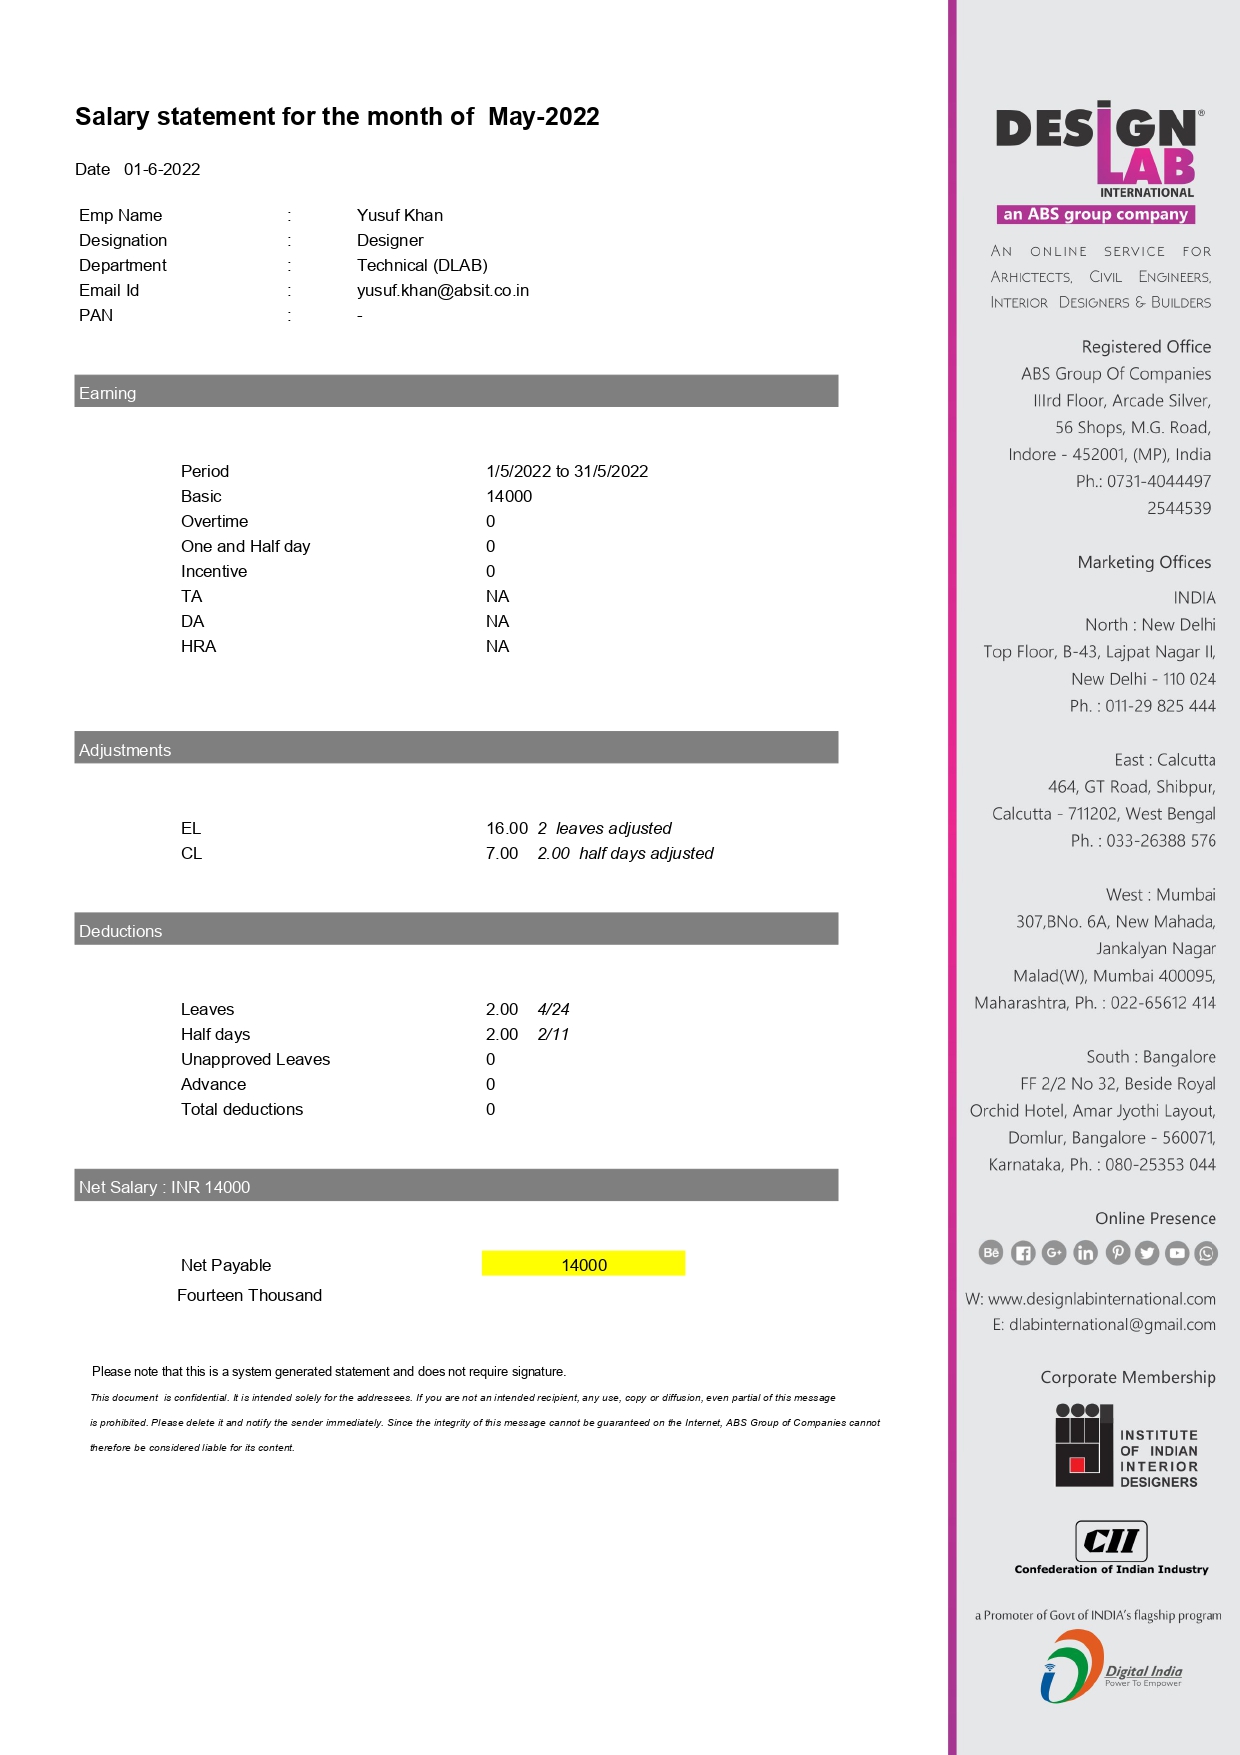 Salary statement for the month of May-2022
Date 01-6-2022
Emp Name : Yusuf Khan
Designation : Designer
Department : Technical (DLAB)
Email Id : yusuf.khan@absit.co.in
PAN : -
Earning
Period 1/5/2022 to 31/5/2022
Basic 14000
Overtime 0
One and Half day 0
Incentive 0
TA NA
DA NA
HRA NA
Adjustments
EL 16.00 2 leaves adjusted
CL 7.00 2.00 half days adjusted
Deductions
Leaves 2.00 4/24
Half days 2.00 2/11
Unapproved Leaves 0
Advance 0
Total deductions 0
Net Salary : INR 14000
Net Payable 14000
Fourteen Thousand
Please note that this is a system generated statement and does not require signature.
This document is confidential. It is intended solely for the addressees. If you are not an intended recipient, any use, copy or diffusion, even partial of this message
is prohibited. Please delete it and notify the sender immediately. Since the integrity of this message cannot be guaranteed on the Internet, ABS Group of Companies cannot
therefore be considered liable for its content.
DESIGN®
LAB
INTERNATIONAL
an ABS group company
AN ONLINE SERVICE FOR
ARHICTECTS, CIVIL ENGINEERS,
INTERIOR DESIGNERS & BUILDERS
Registered Office
ABS Group Of Companies
IIIrd Floor, Arcade Silver,
56 Shops, M.G. Road,
Indore - 452001, (MP), India
Ph.: 0731-4044497
2544539
Marketing Offices
INDIA
North : New Delhi
Top Floor, B-43, Lajpat Nagar II,
New Delhi - 110 024
Ph. : 011-29 825 444
East : Calcutta
464, GT Road, Shibpur,
Calcutta - 711202, West Bengal
Ph. : 033-26388 576
West : Mumbai
307,BNo. 6A, New Mahada,
Jankalyan Nagar
Malad(W), Mumbai 400095,
Maharashtra, Ph. : 022-65612 414
South : Bangalore
FF 2/2 No 32, Beside Royal
Orchid Hotel, Amar Jyothi Layout,
Domlur, Bangalore - 560071,
Karnataka, Ph. : 080-25353 044
Online Presence
W: www.designlabinternational.com
E: dlabinternational@gmail.com
Corporate Membership
INSTITUTE
OF INDIAN
INTERIOR
DESIGNERS
CII
Confederation of Indian Industry
a Promoter of Govt of INDIA's flagship program
Digital India
Power To Empower